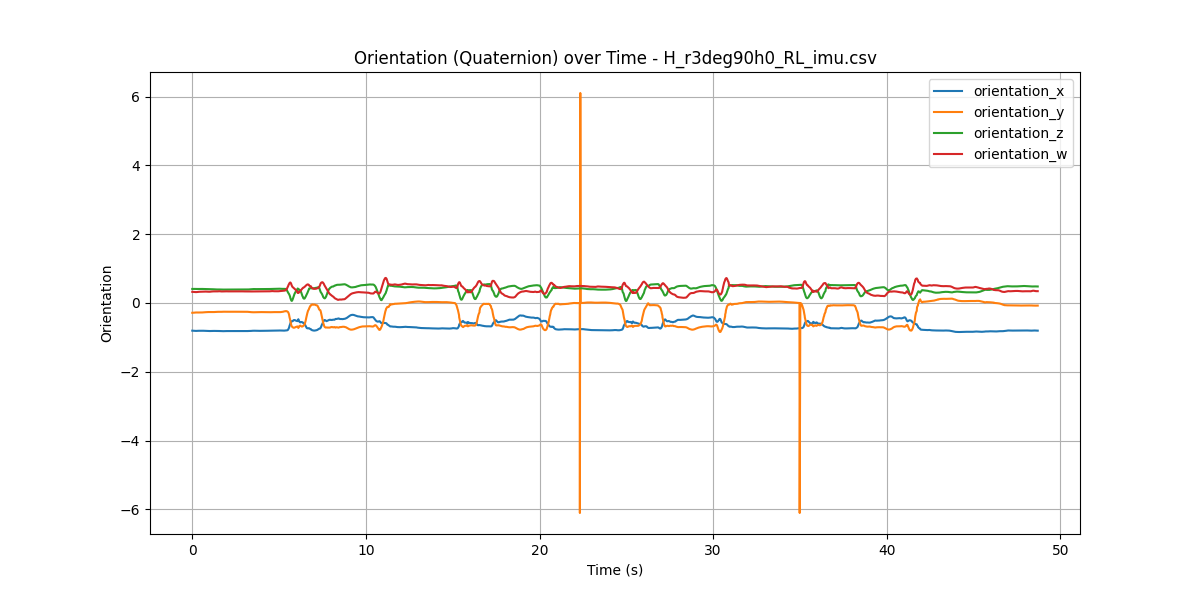 Orientation (Quaternion) over Time - H_r3deg90h0_RL_imu.csv
orientation_x
orientation_y
orientation_z
orientation_w
Orientation
6
4
2
0
−2
−4
−6
0 10 20 30 40 50
Time (s)